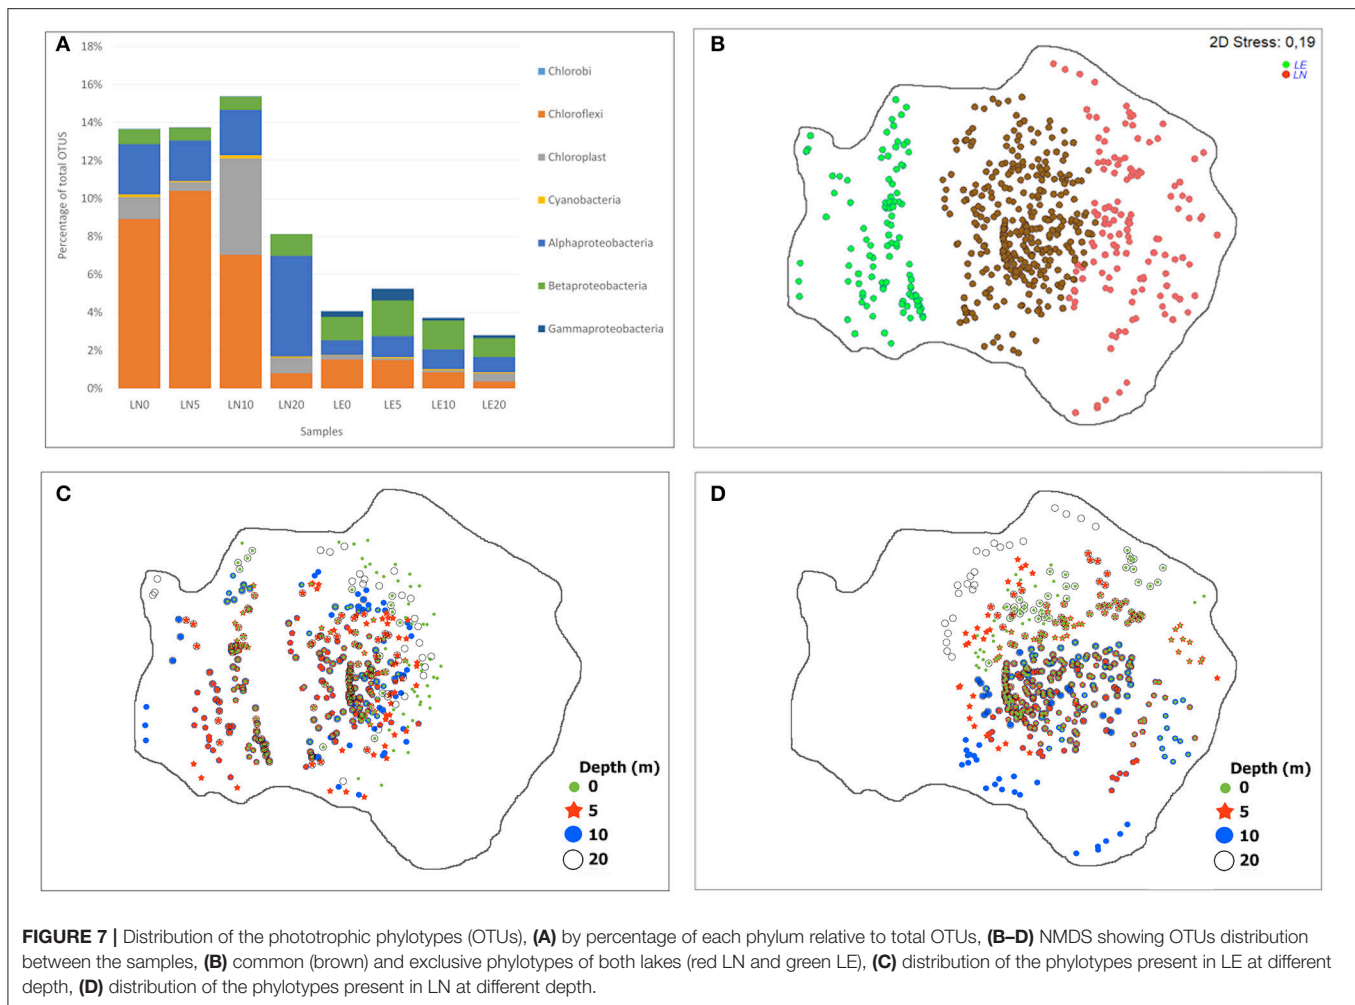 A
18%
16%
14%
12%
10%
8%
6%
4%
2%
0%
Percentage of total OTUS
LN0 LN5 LN10 LN20 LE0 LE5 LE10 LE20
Samples
Chlorobi
Chloroflexi
Chloroplast
Cyanobacteria
Alphaproteobacteria
Betaproteobacteria
Gammaproteobacteria
B
2D Stress: 0,19
LE
LN
C
Depth (m)
0
5
10
20
D
Depth (m)
0
5
10
20
FIGURE 7 | Distribution of the phototrophic phylotypes (OTUs), (A) by percentage of each phylum relative to total OTUs, (B–D) NMDS showing OTUs distribution
between the samples, (B) common (brown) and exclusive phylotypes of both lakes (red LN and green LE), (C) distribution of the phylotypes present in LE at different
depth, (D) distribution of the phylotypes present in LN at different depth.